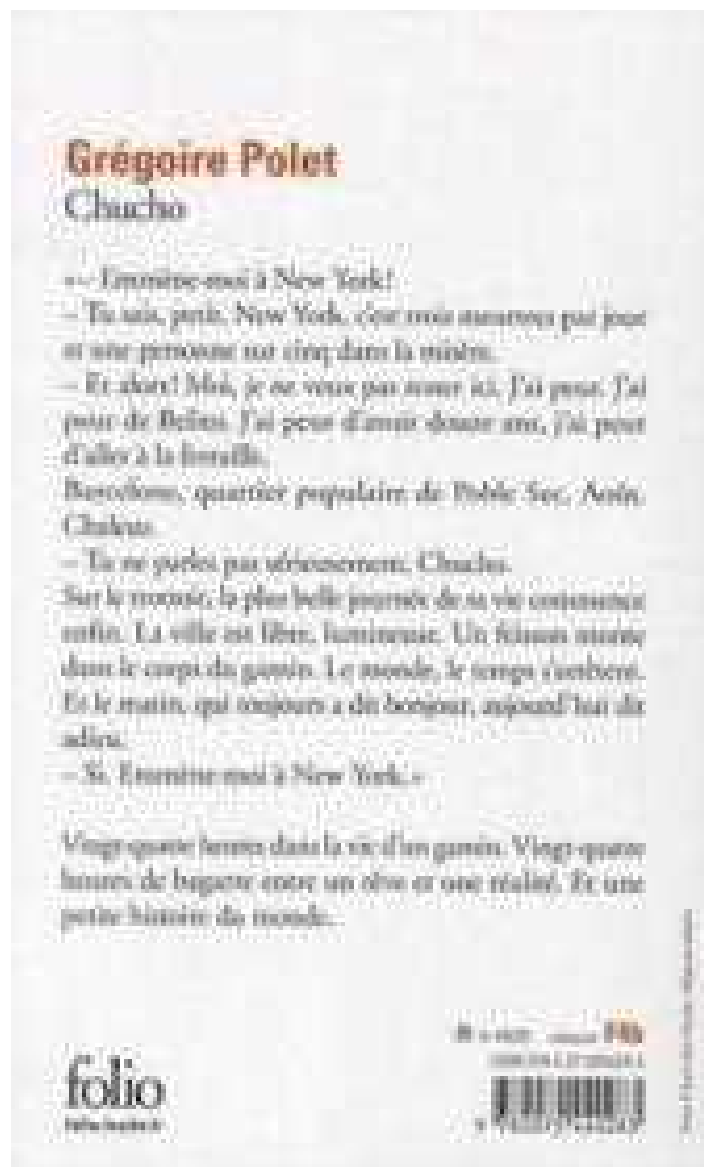 Grégoire Polet
Chucho
«– Emmène-moi à New York!
– Tu sais, petit, New York, c'est trois meurtres par jour
et une personne sur cinq dans la misère.
– Et alors! Moi, je ne veux pas rester ici. J'ai peur. J'ai
peur de Belito. J'ai peur d'avoir douze ans, j'ai peur
d'aller à la ferraille.
Barcelone, quartier populaire de Poble Sec. Août.
Chaleur.
– Tu ne parles pas sérieusement, Chucho.
Sur le trottoir, la plus belle journée de sa vie commence
enfin. La ville est libre, lumineuse. Un frisson monte
dans le corps du gamin. Le monde, le temps s'arrêtent.
Et le matin, qui toujours a dit bonjour, aujourd'hui dit
adieu.
– Si. Emmène-moi à New York.»
Vingt-quatre heures dans la vie d'un gamin. Vingt-quatre
heures de bagarre entre un rêve et une réalité. Et une
petite histoire du monde.
folio